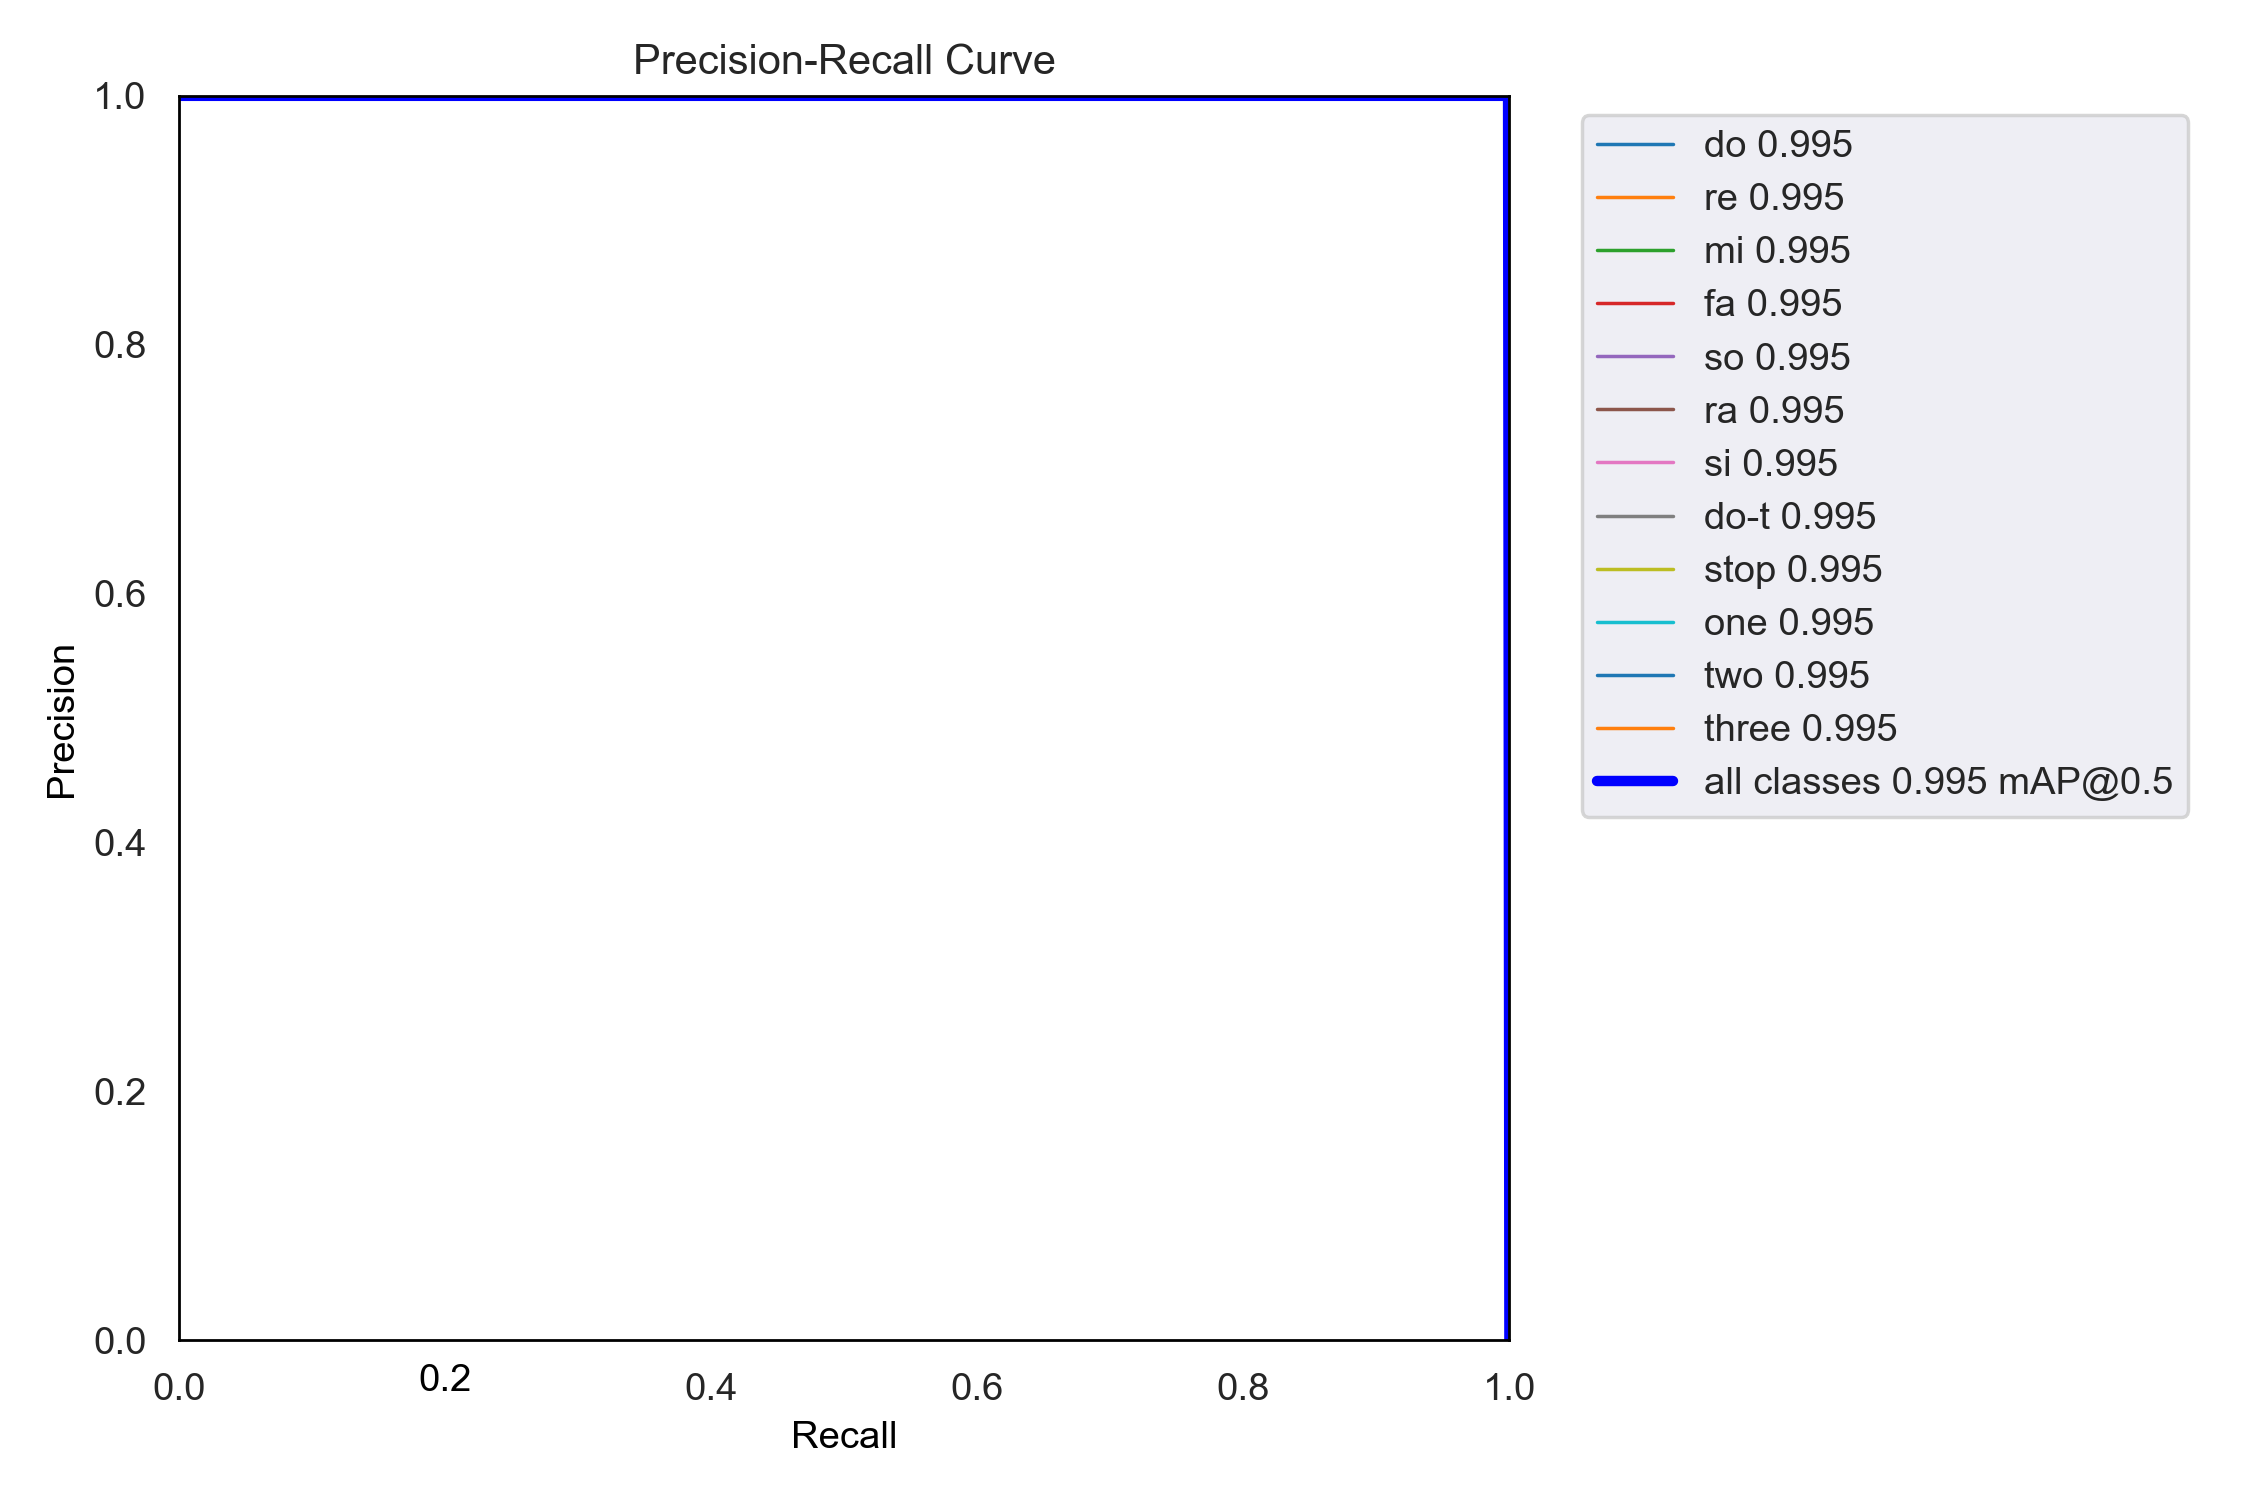 Precision-Recall Curve
1.0
0.8
0.6
0.4
0.2
0.0
Precision
0.0 0.2 0.4 0.6 0.8 1.0
Recall
do 0.995
re 0.995
mi 0.995
fa 0.995
so 0.995
ra 0.995
si 0.995
do-t 0.995
stop 0.995
one 0.995
two 0.995
three 0.995
all classes 0.995 mAP@0.5